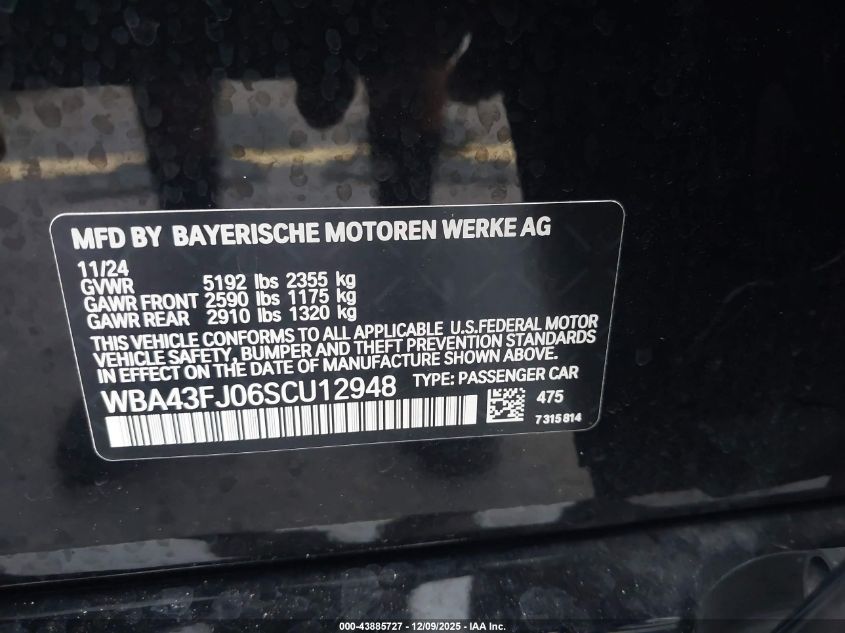 MFD BY BAYERISCHE MOTOREN WERKE AG
11/24
GVWR 5192 lbs 2355 kg
GAWR FRONT 2590 lbs 1175 kg
GAWR REAR 2910 lbs 1320 kg
THIS VEHICLE CONFORMS TO ALL APPLICABLE U.S.FEDERAL MOTOR
VEHICLE SAFETY, BUMPER AND THEFT PREVENTION STANDARDS
IN EFFECT ON THE DATE OF MANUFACTURE SHOWN ABOVE.
WBA43FJ06SCU12948 TYPE: PASSENGER CAR
475
7315814
000-43885727 - 12/09/2025 - IAA Inc.